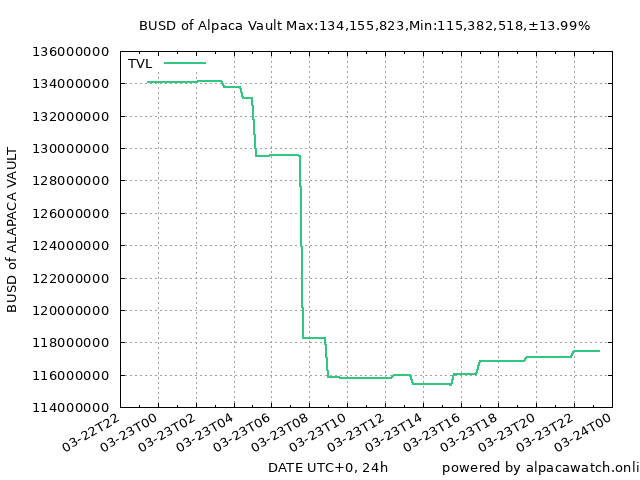 BUSD of Alpaca Vault Max:134,155,823,Min:115,382,518,±13.99%
TVL
136000000
134000000
132000000
130000000
128000000
126000000
124000000
122000000
120000000
118000000
116000000
114000000
BUSD of ALAPACA VAULT
03-22T22
03-23T00
03-23T02
03-23T04
03-23T06
03-23T08
03-23T10
03-23T12
03-23T14
03-23T16
03-23T18
03-23T20
03-23T22
03-24T00
DATE UTC+0, 24h
powered by alpacawatch.onli